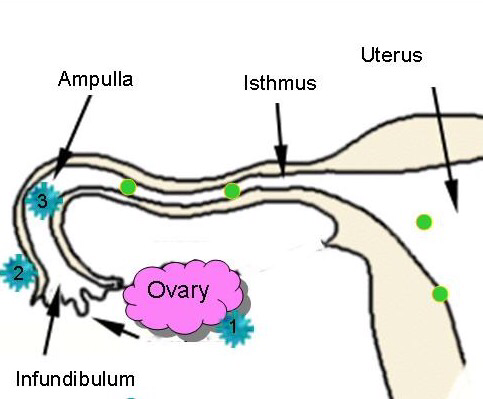 Uterus
Ampulla
Isthmus
3
2
Ovary
1
Infundibulum